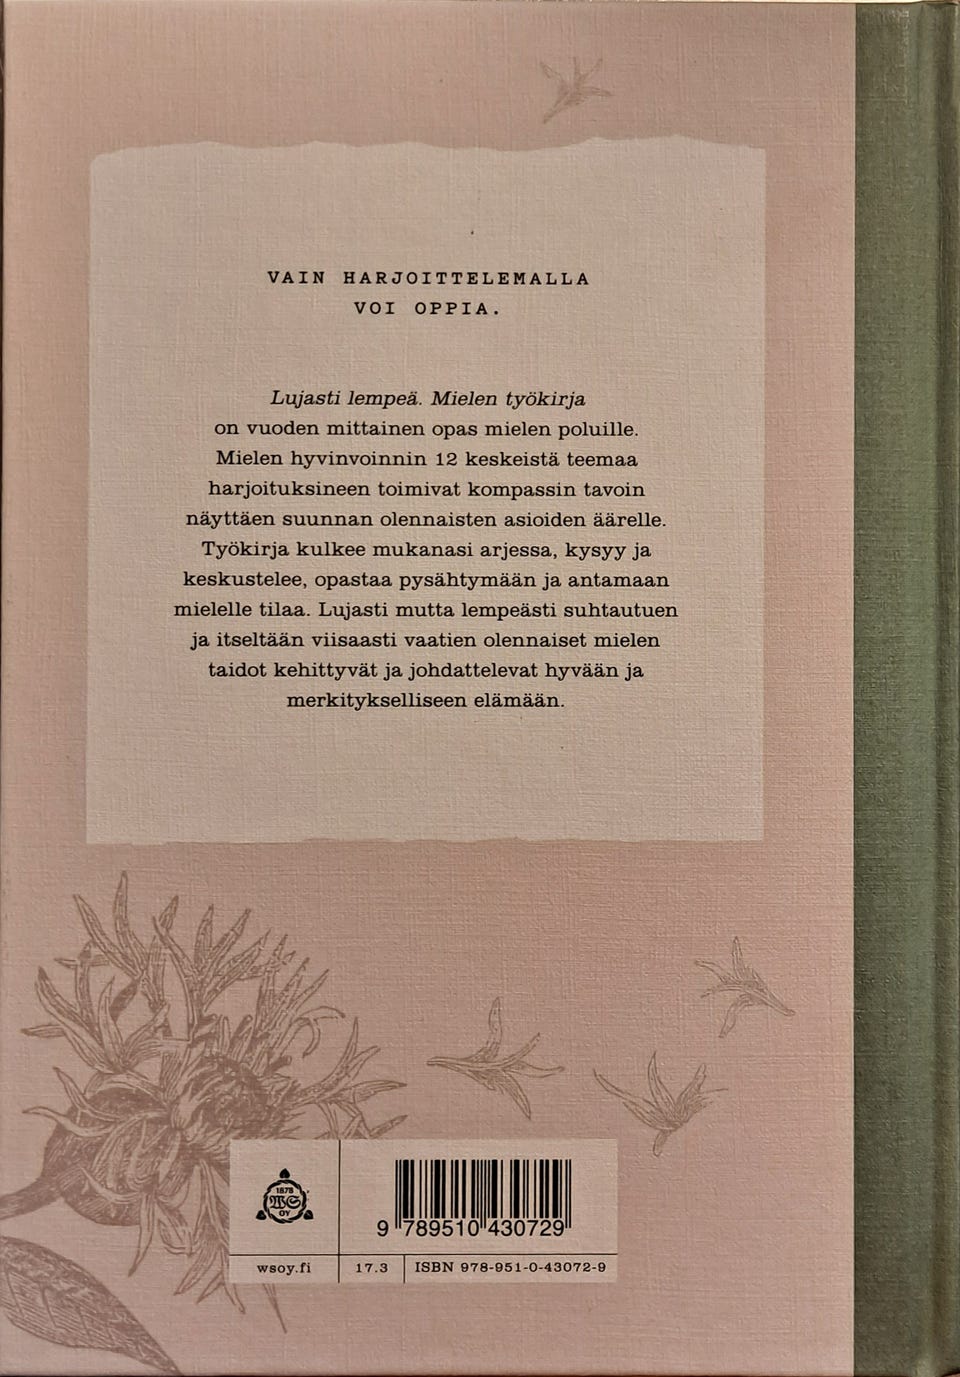 VAIN HARJOITTELEMALLA
VOI OPPIA.
Lujasti lempeä. Mielen työkirja
on vuoden mittainen opas mielen poluille.
Mielen hyvinvoinnin 12 keskeistä teemaa
harjoituksineen toimivat kompassin tavoin
näyttäen suunnan olennaisten asioiden äärelle.
Työkirja kulkee mukanasi arjessa, kysyy ja
keskustelee, opastaa pysähtymään ja antamaan
mielelle tilaa. Lujasti mutta lempeästi suhtautuen
ja itseltään viisaasti vaatien olennaiset mielen
taidot kehittyvät ja johdattelevat hyvään ja
merkitykselliseen elämään.
1878
WS
OY
9 789510 430729
wsoy.fi
17.3
ISBN 978-951-0-43072-9